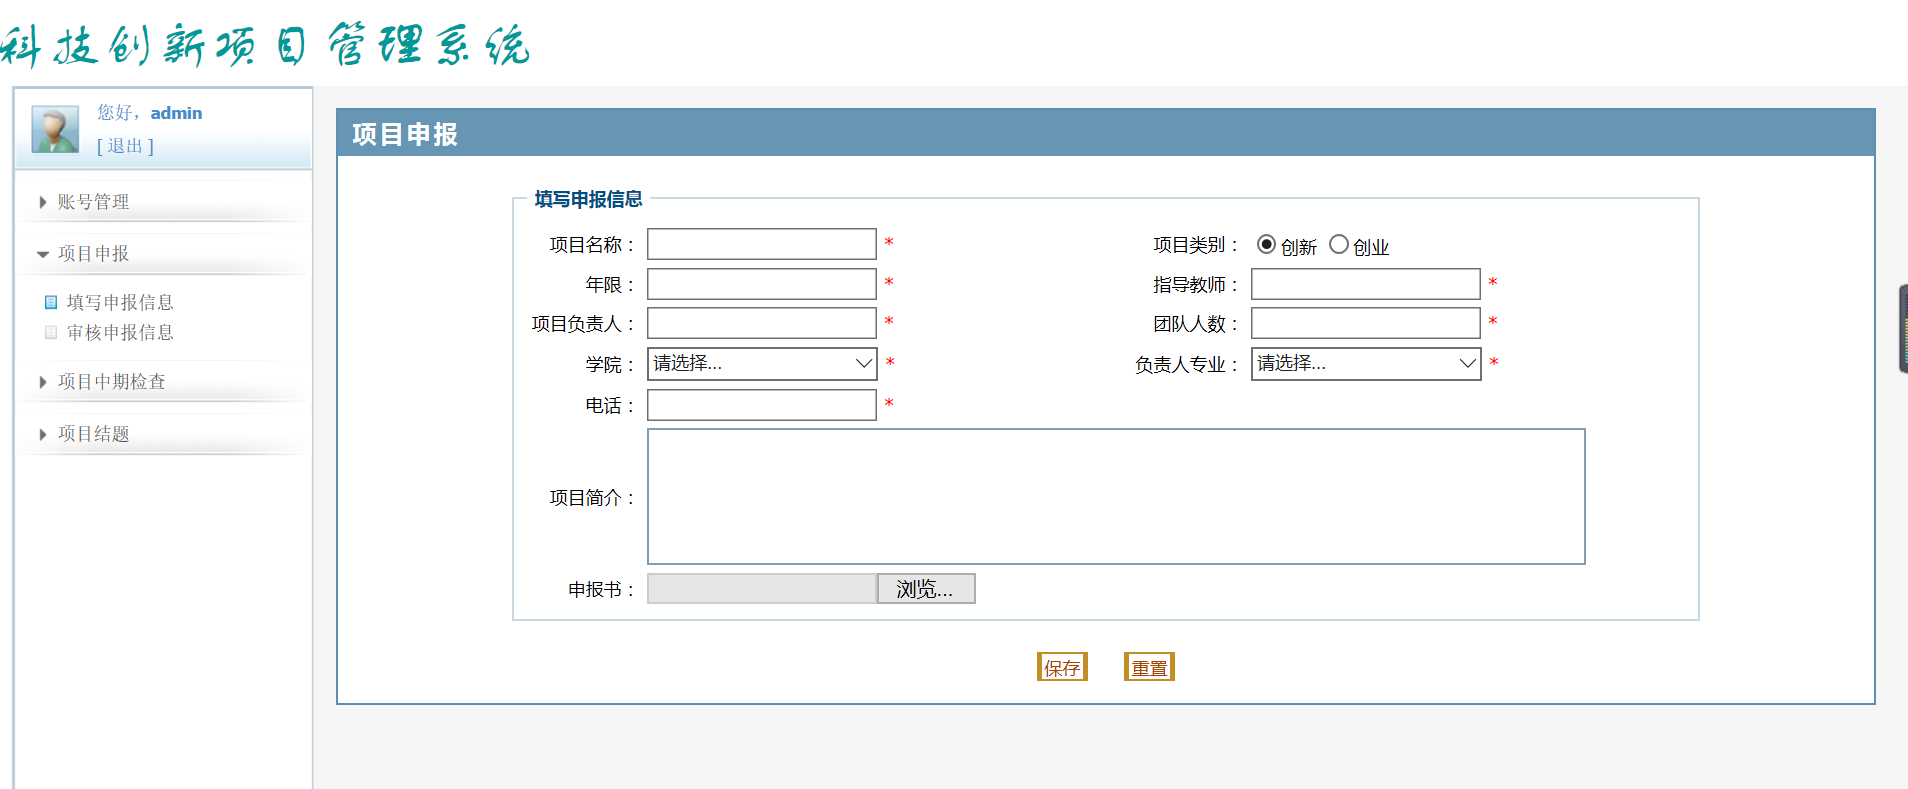 科技创新项目管理系统
您好，admin
[ 退出 ]
账号管理
项目申报
填写申报信息
审核申报信息
项目中期检查
项目结题
项目申报
填写申报信息
项目名称： * 项目类别： 创新 创业
年限： * 指导教师： *
项目负责人： * 团队人数： *
学院： 请选择... * 负责人专业： 请选择... *
电话： *
项目简介：
申报书： 浏览...
保存 重置